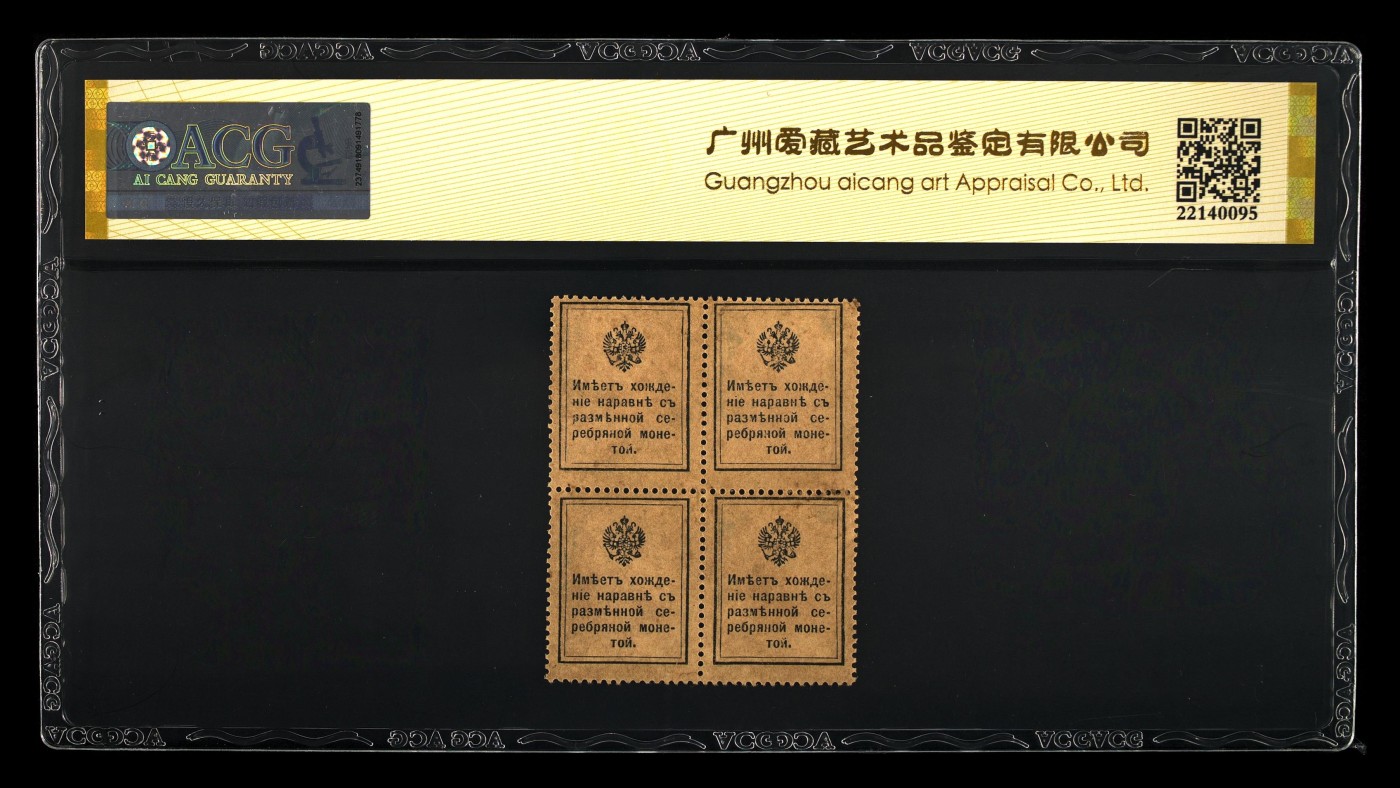 ACG
AI CANG GUARANTY
广州爱藏艺术品鉴定有限公司
Guangzhou aicang art Appraisal Co., Ltd.
22140095
Имѣетъ хожде-
ніе наравнѣ съ
размѣнной се-
ребряной моне-
той.
Имѣетъ хожде-
ніе наравнѣ съ
размѣнной се-
ребряной моне-
той.
Имѣетъ хожде-
ніе наравнѣ съ
размѣнной се-
ребряной моне-
той.
Имѣетъ хожде-
ніе наравнѣ съ
размѣнной се-
ребряной моне-
той.